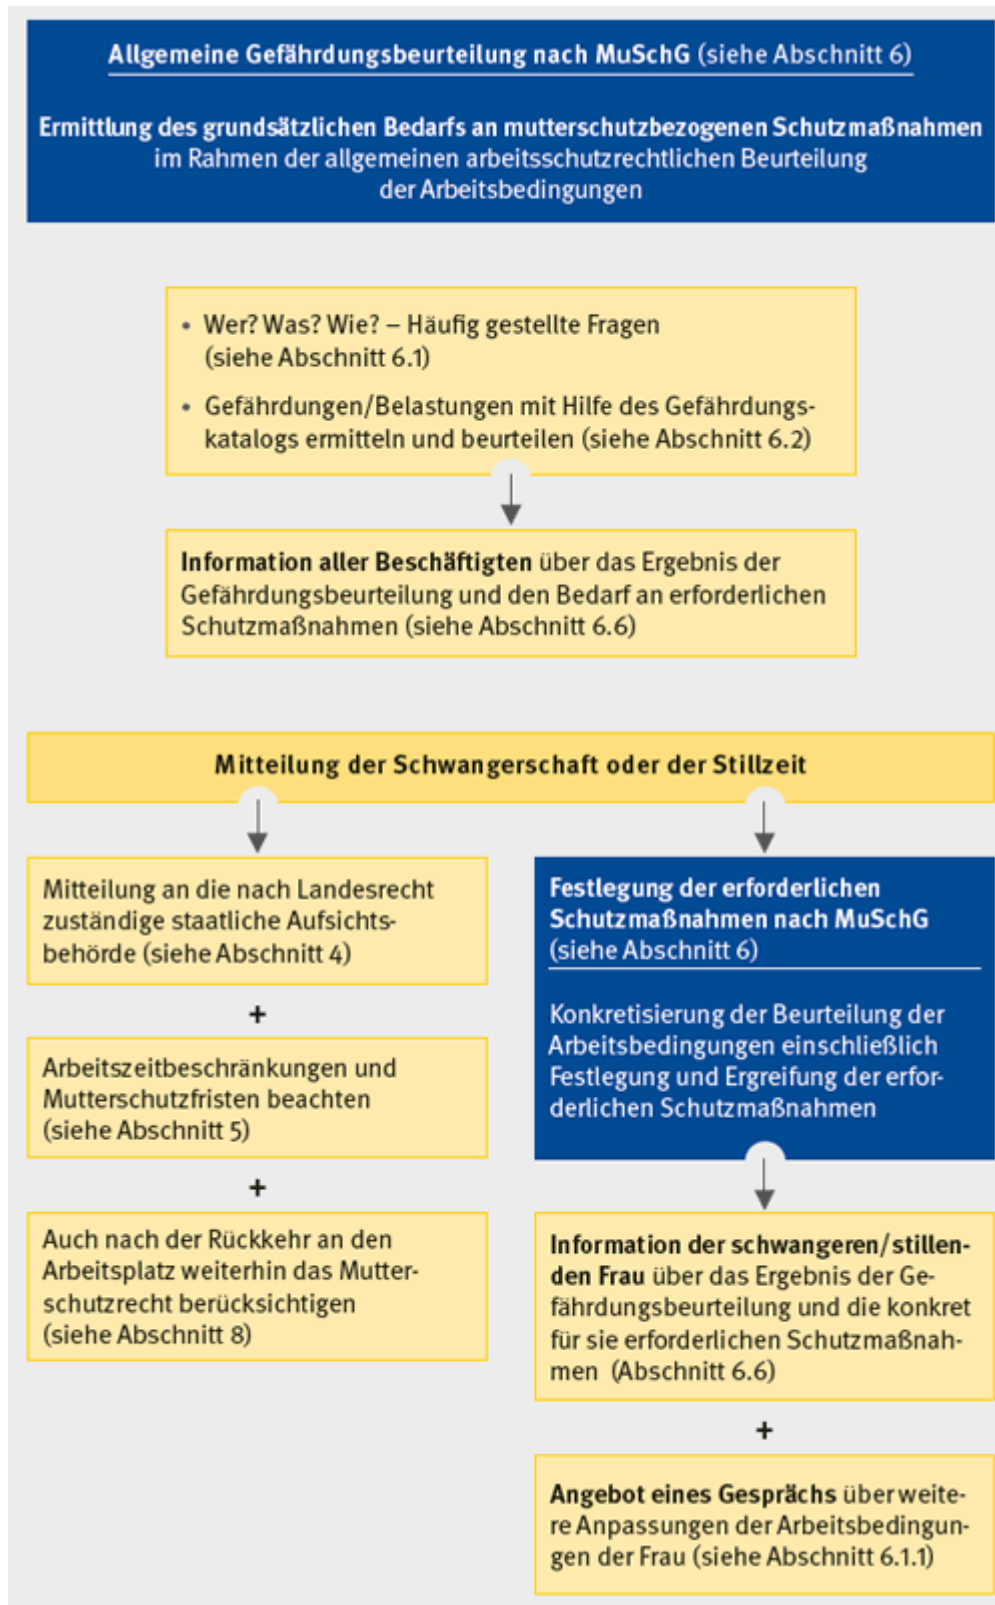 Allgemeine Gefährdungsbeurteilung nach MuSchG (siehe Abschnitt 6)
Ermittlung des grundsätzlichen Bedarfs an mutterschutzbezogenen Schutzmaßnahmen
im Rahmen der allgemeinen arbeitsschutzrechtlichen Beurteilung
der Arbeitsbedingungen
• Wer? Was? Wie? – Häufig gestellte Fragen
(siehe Abschnitt 6.1)
• Gefährdungen/Belastungen mit Hilfe des Gefährdungs-
katalogs ermitteln und beurteilen (siehe Abschnitt 6.2)
Information aller Beschäftigten über das Ergebnis der
Gefährdungsbeurteilung und den Bedarf an erforderlichen
Schutzmaßnahmen (siehe Abschnitt 6.6)
Mitteilung der Schwangerschaft oder der Stillzeit
Mitteilung an die nach Landesrecht
zuständige staatliche Aufsichts-
behörde (siehe Abschnitt 4)
+
Arbeitszeitbeschränkungen und
Mutterschutzfristen beachten
(siehe Abschnitt 5)
+
Auch nach der Rückkehr an den
Arbeitsplatz weiterhin das Mutter-
schutzrecht berücksichtigen
(siehe Abschnitt 8)
Festlegung der erforderlichen
Schutzmaßnahmen nach MuSchG
(siehe Abschnitt 6)
Konkretisierung der Beurteilung der
Arbeitsbedingungen einschließlich
Festlegung und Ergreifung der erfor-
derlichen Schutzmaßnahmen
Information der schwangeren/stillen-
den Frau über das Ergebnis der Ge-
fährdungsbeurteilung und die konkret
für sie erforderlichen Schutzmaßnah-
men (Abschnitt 6.6)
+
Angebot eines Gesprächs über weite-
re Anpassungen der Arbeitsbedingun-
gen der Frau (siehe Abschnitt 6.1.1)